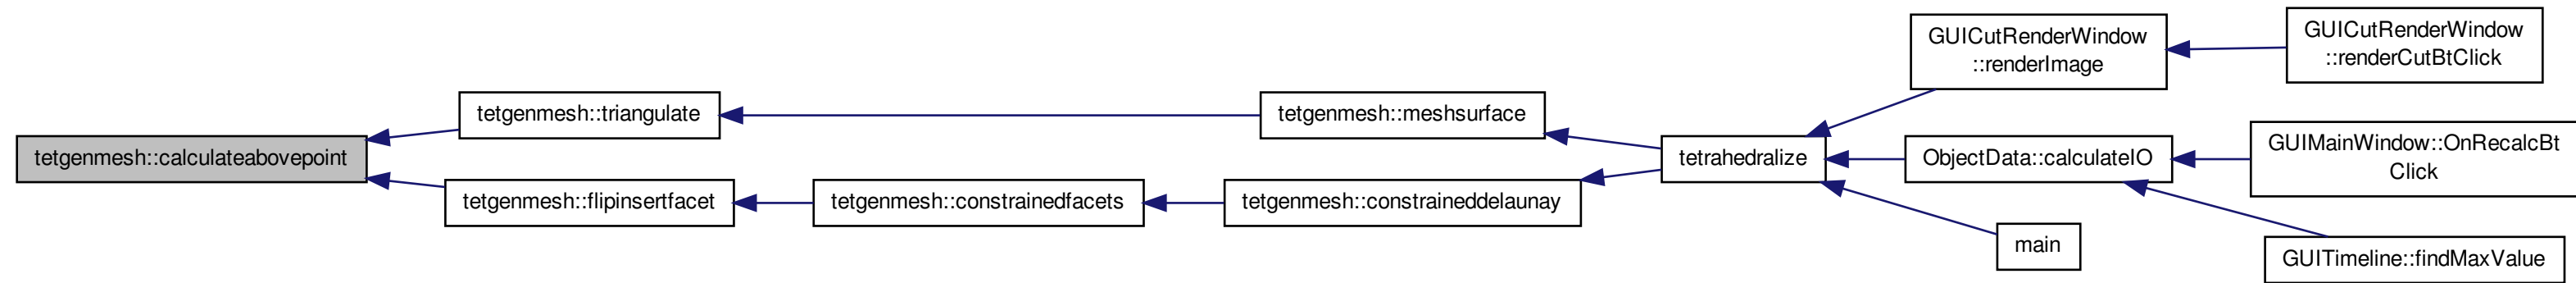 tetgenmesh::calculateabovepoint
tetgenmesh::triangulate
tetgenmesh::flipinsertfacet
tetgenmesh::constrainedfacets
tetgenmesh::meshsurface
tetgenmesh::constraineddelaunay
tetrahedralize
GUICutRenderWindow
::renderImage
ObjectData::calculateIO
main
GUICutRenderWindow
::renderCutBtClick
GUIMainWindow::OnRecalcBt
Click
GUITimeline::findMaxValue